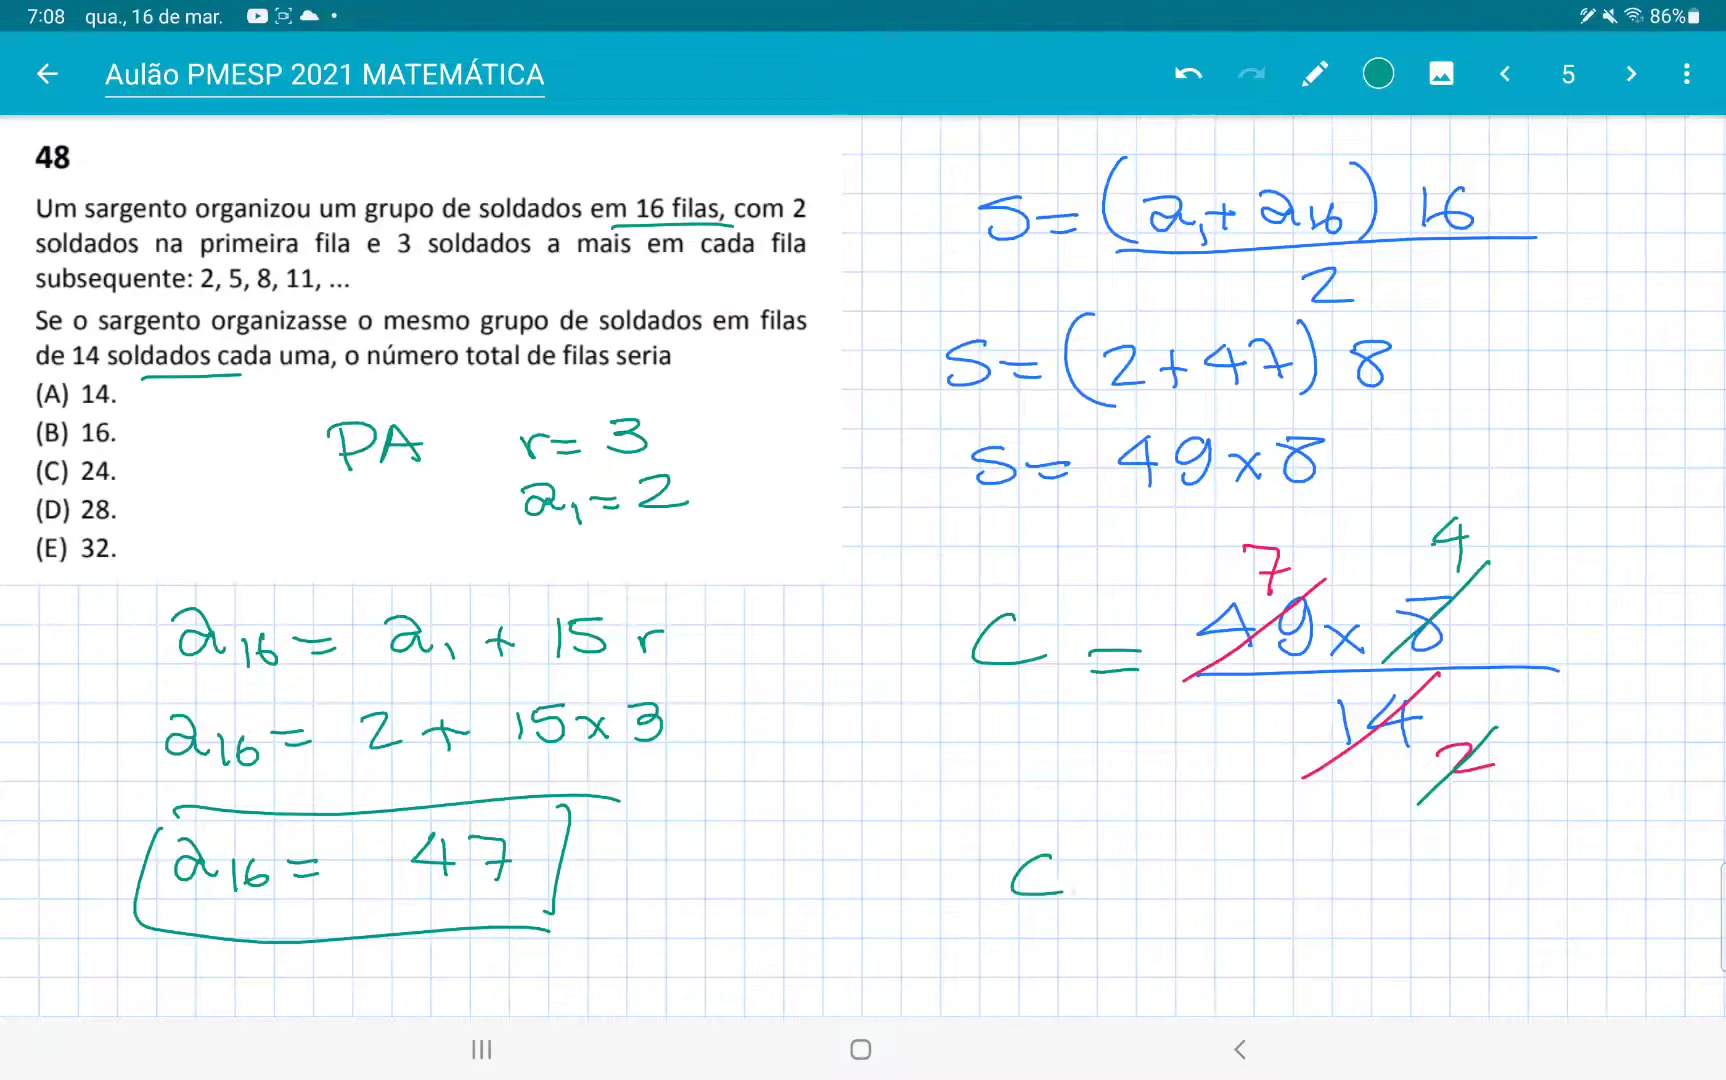 7:08 qua., 16 de mar.
86%
Aulão PMESP 2021 MATEMÁTICA
5
48
Um sargento organizou um grupo de soldados em 16 filas, com 2
soldados na primeira fila e 3 soldados a mais em cada fila
subsequente: 2, 5, 8, 11, ...
Se o sargento organizasse o mesmo grupo de soldados em filas
de 14 soldados cada uma, o número total de filas seria
(A) 14.
(B) 16.
(C) 24.
(D) 28.
(E) 32.
PA r = 3
a₁ = 2
a₁₆ = a₁ + 15 r
a₁₆ = 2 + 15 x 3
a₁₆ = 47
S = (a₁ + a₁₆) 16
2
S = (2 + 47) 8
S = 49 x 8
7 4
C = 49 x 8
14 2
C